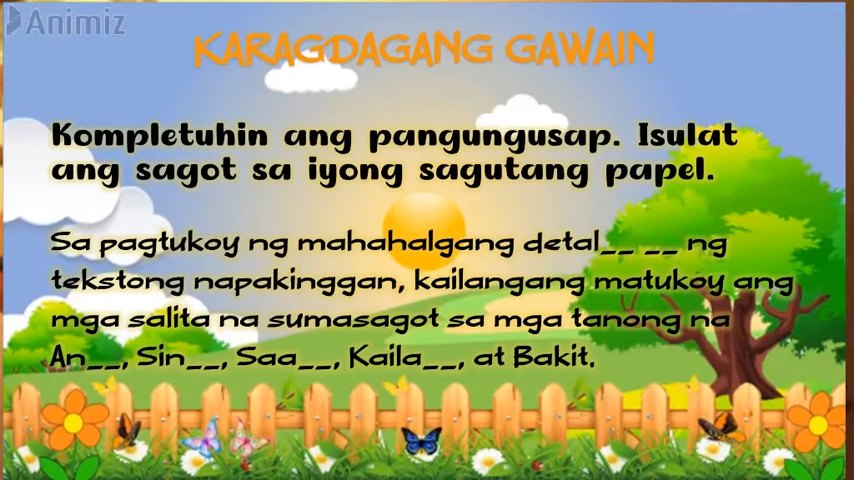 Animiz
KARAGDAGANG GAWAIN
Kompletuhin ang pangungusap. Isulat
ang sagot sa iyong sagutang papel.
Sa pagtukoy ng mahahalgang detal__ __ ng
tekstong napakinggan, kailangang matukoy ang
mga salita na sumasagot sa mga tanong na
An__, Sin__, Saa__, Kaila__, at Bakit.